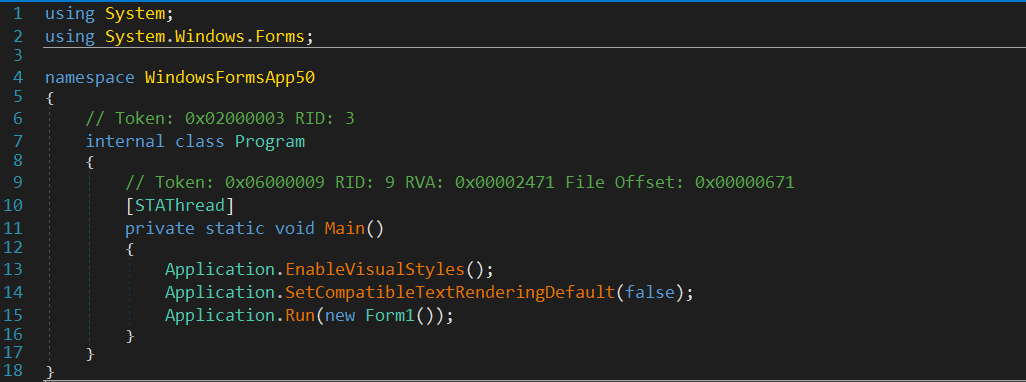 1 using System;
2 using System.Windows.Forms;
3
4 namespace WindowsFormsApp50
5 {
6     // Token: 0x02000003 RID: 3
7     internal class Program
8     {
9         // Token: 0x06000009 RID: 9 RVA: 0x00002471 File Offset: 0x00000671
10         [STAThread]
11         private static void Main()
12         {
13             Application.EnableVisualStyles();
14             Application.SetCompatibleTextRenderingDefault(false);
15             Application.Run(new Form1());
16         }
17     }
18 }